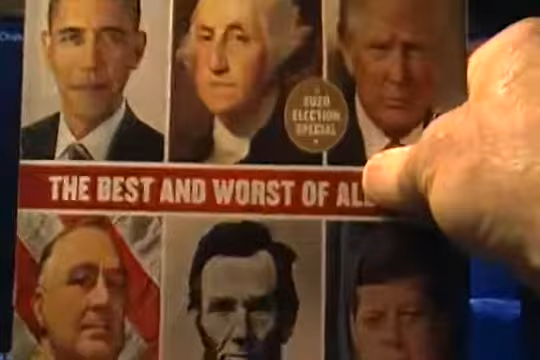 2020
ELECTION
SPECIAL
THE BEST AND WORST OF ALL